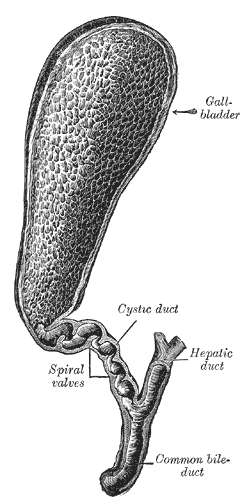 Gall-
bladder
Cystic duct
Hepatic
duct
Spiral
valves
Common bile-
duct